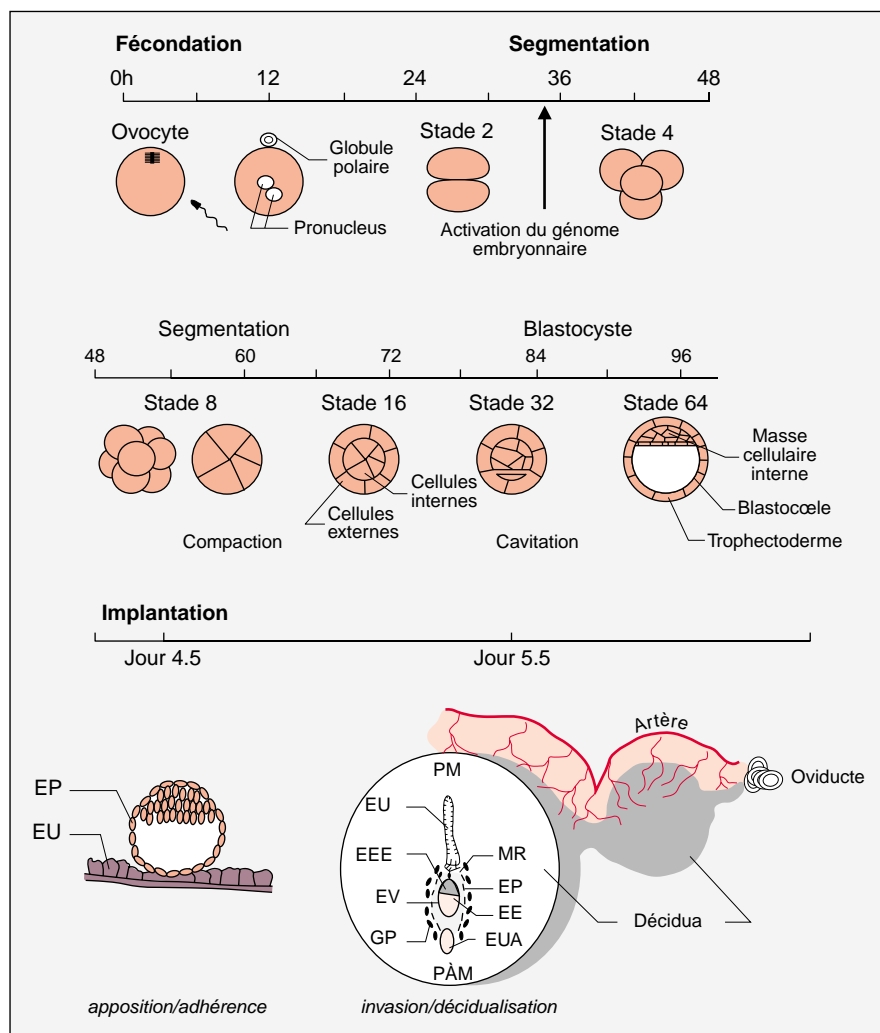 Fécondation Segmentation
0h 12 24 36 48
Ovocyte
Globule
polaire
Pronucleus
Stade 2
Stade 4
Activation du génome
embryonnaire
Segmentation Blastocyste
48 60 72 84 96
Stade 8 Stade 16 Stade 32 Stade 64
Masse
cellulaire
interne
Cellules
internes
Cellules
externes
Blastocœle
Trophectoderme
Compaction Cavitation
Implantation
Jour 4.5 Jour 5.5
Artère
Oviducte
PM
EP
EU
EU
EEE
MR
EP
EV
EE
GP
EUA
PÀM
Décidua
apposition/adhérence invasion/décidualisation